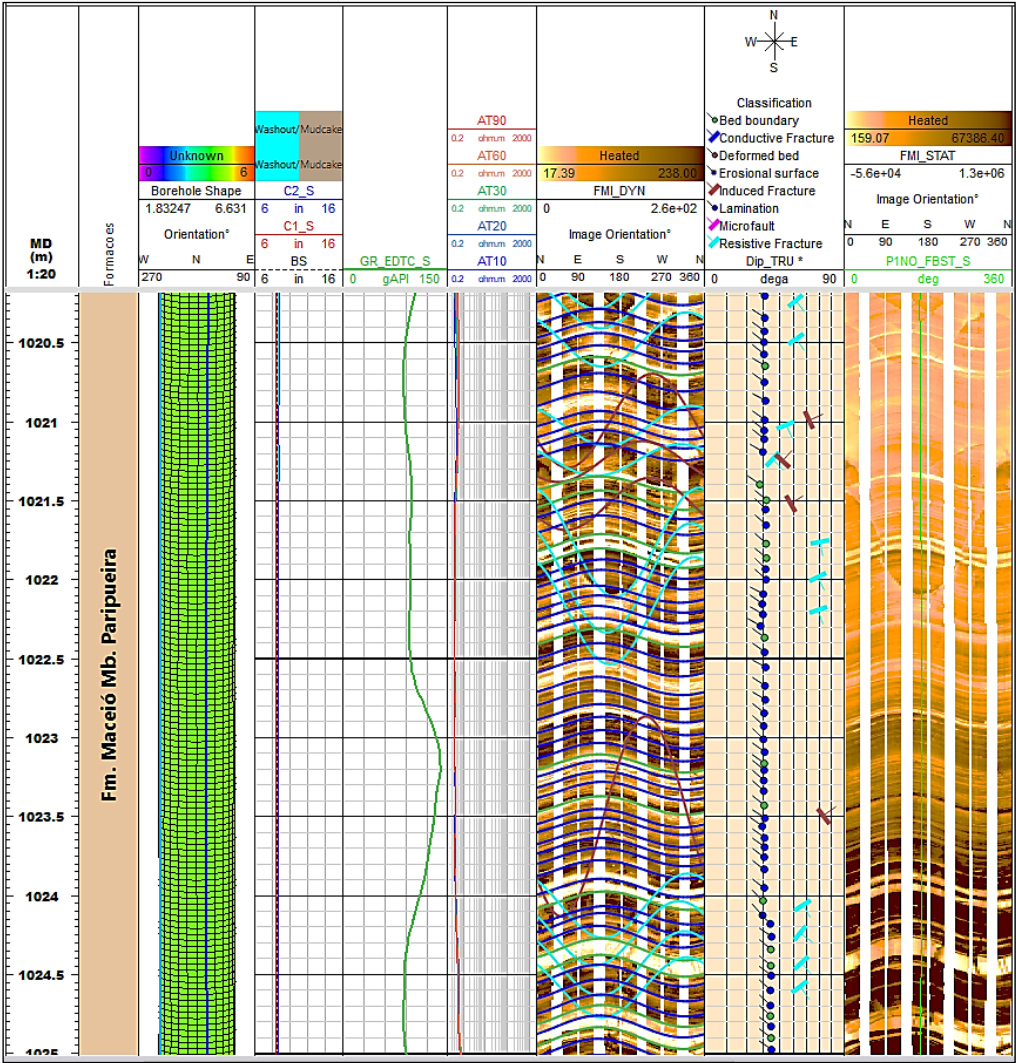 N
W E
S
Classification
Bed boundary
Conductive Fracture
Deformed bed
Erosional surface
Induced Fracture
Lamination
Microfault
Resistive Fracture
Dip_TRU *
0 dega 90
MD
(m)
1:20
Formacoes
Unknown
0 6
Borehole Shape
1.83247 6.631
Orientation°
W N E
270 90
Washout/Mudcake
Washout/Mudcake
C2_S
6 in 16
C1_S
6 in 16
BS
6 in 16
GR_EDTC_S
0 gAPI 150
AT90
0.2 ohm.m 2000
AT60
0.2 ohm.m 2000
AT30
0.2 ohm.m 2000
AT20
0.2 ohm.m 2000
AT10
0.2 ohm.m 2000
Heated
17.39 238.00
FMI_DYN
0 2.6e+02
Image Orientation°
N E S W N
0 90 180 270 360
Heated
159.07 67386.40
FMI_STAT
-5.6e+04 1.3e+06
Image Orientation°
N E S W N
0 90 180 270 360
P1NO_FBST_S
0 deg 360
1020.5
1021
1021.5
1022
1022.5
1023
1023.5
1024
1024.5
1025
Fm. Maceió Mb. Paripueira